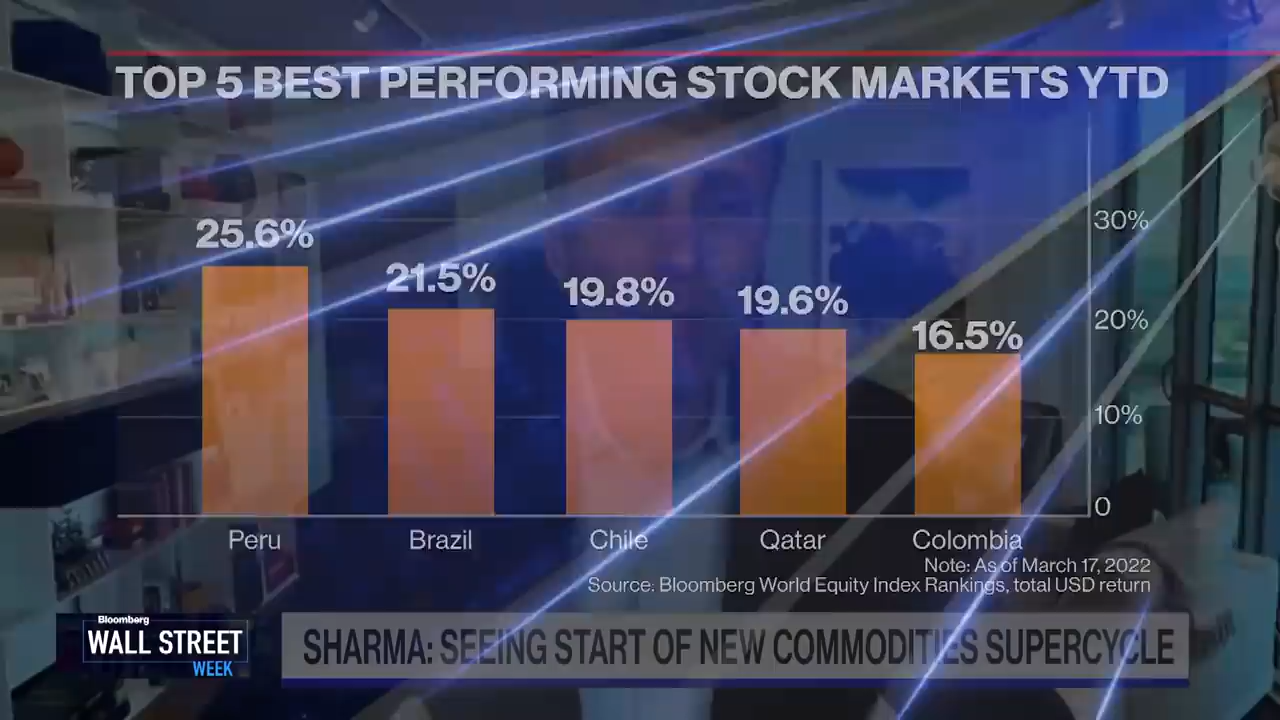 TOP 5 BEST PERFORMING STOCK MARKETS YTD
25.6%
21.5%
19.8%
19.6%
16.5%
30%
20%
10%
0
Peru
Brazil
Chile
Qatar
Colombia
Note: As of March 17, 2022
Source: Bloomberg World Equity Index Rankings, total USD return
Bloomberg
WALL STREET
WEEK
SHARMA: SEEING START OF NEW COMMODITIES SUPERCYCLE